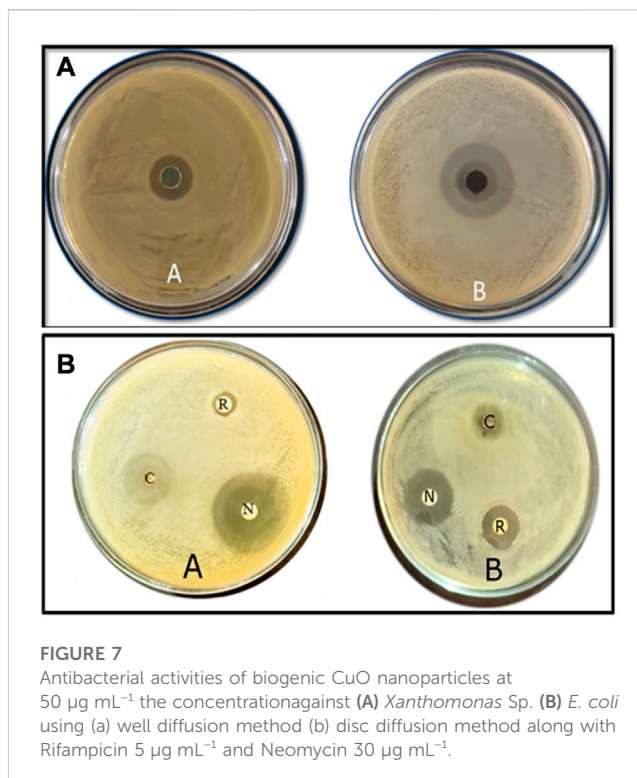 A
A
B
B
R
C
N
A
C
N
R
B
FIGURE 7
Antibacterial activities of biogenic CuO nanoparticles at
50 µg mL⁻¹ the concentrationagainst (A) Xanthomonas Sp. (B) E. coli
using (a) well diffusion method (b) disc diffusion method along with
Rifampicin 5 µg mL⁻¹ and Neomycin 30 µg mL⁻¹.